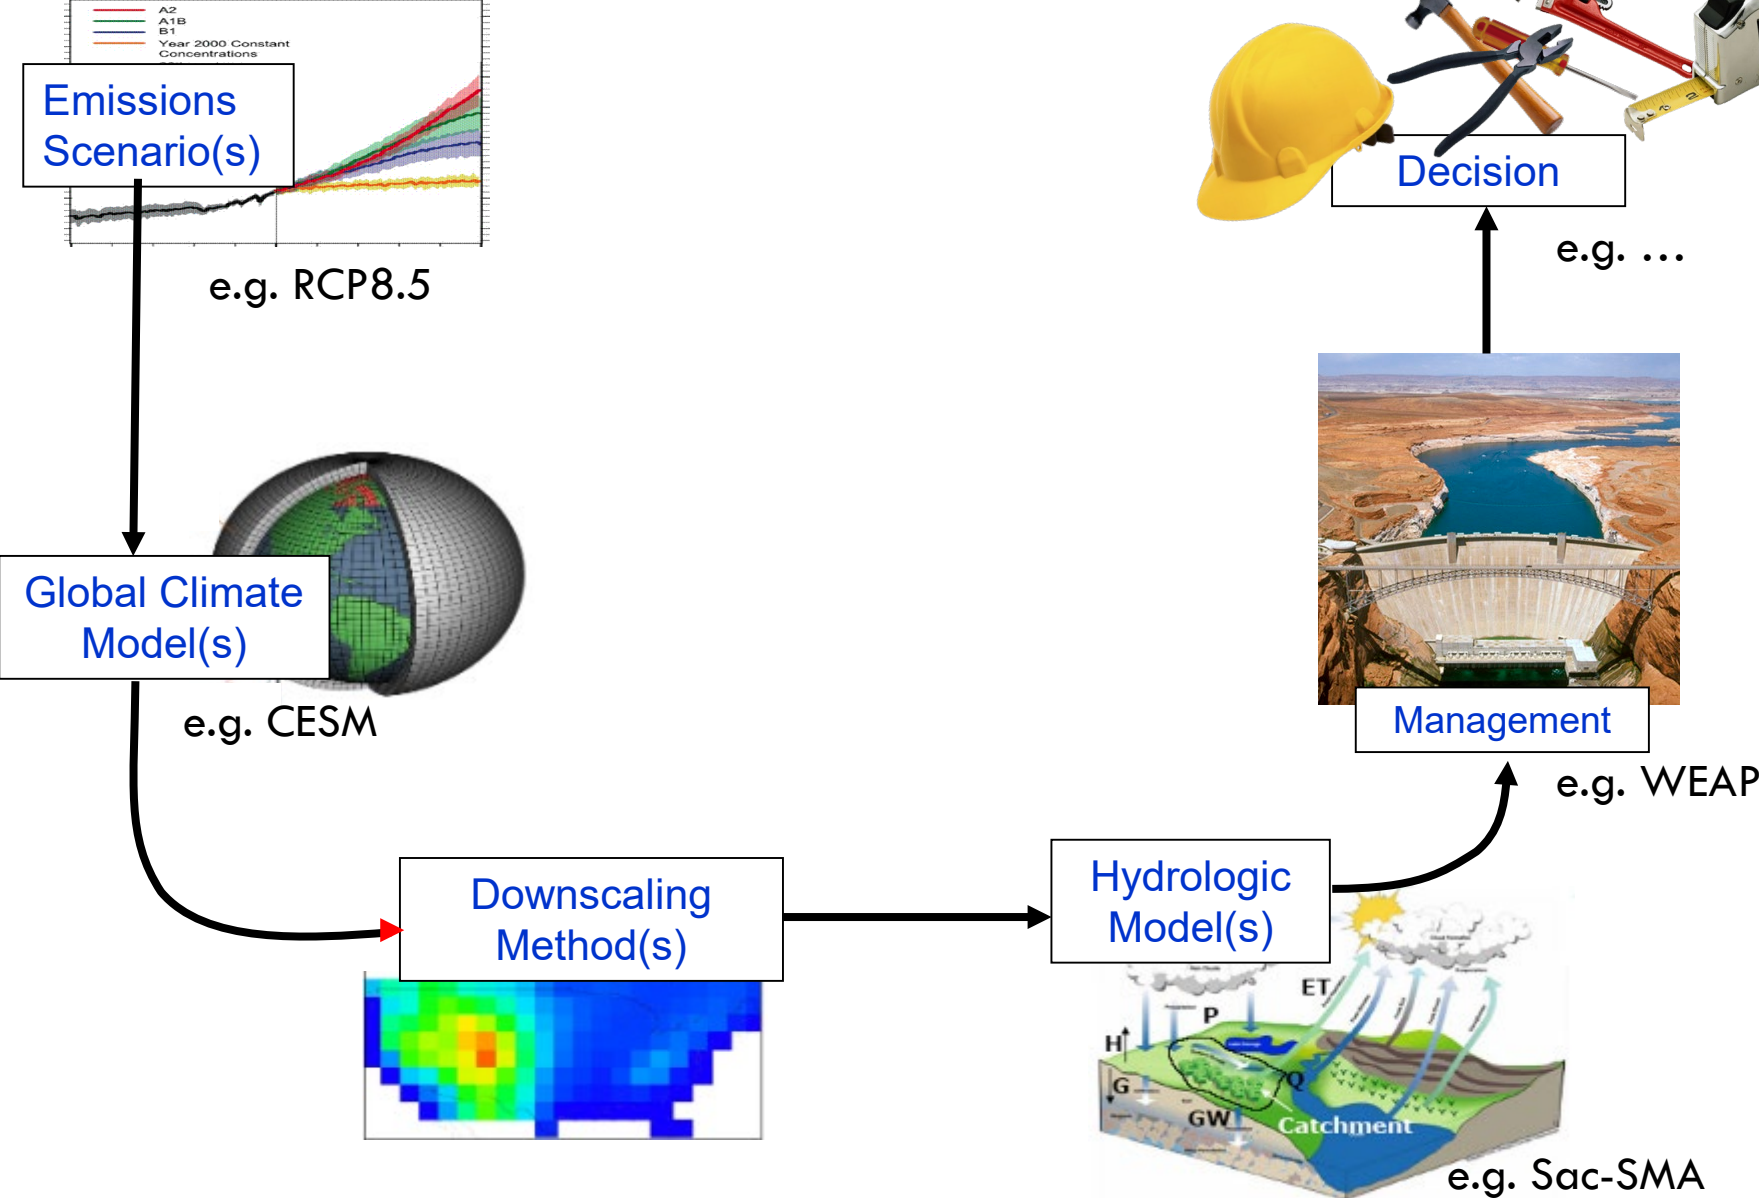 A2
A1B
B1
Year 2000 Constant
Concentrations
Emissions
Scenario(s)
e.g. RCP8.5
Global Climate
Model(s)
e.g. CESM
Downscaling
Method(s)
Hydrologic
Model(s)
ET
P
H
G
Q
GW
Catchment
e.g. Sac-SMA
Management
e.g. WEAP
Decision
e.g. ...